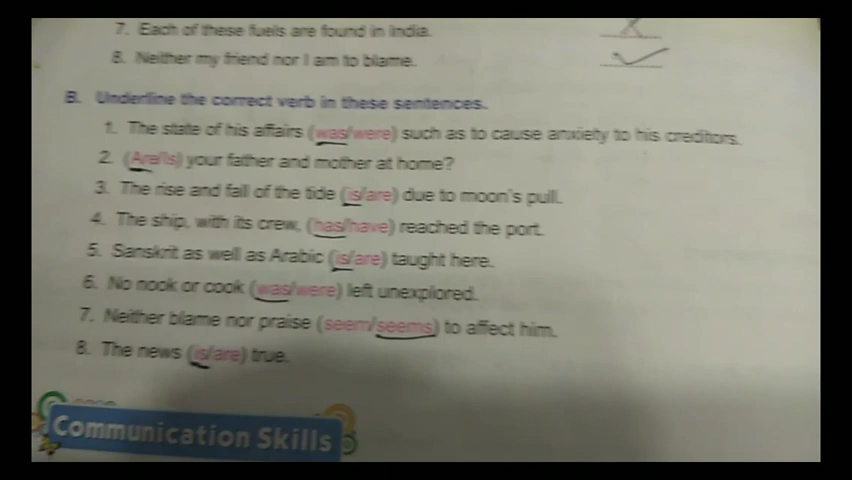 7. Each of these fuels are found in India.
8. Neither my friend nor I am to blame.
B. Underline the correct verb in these sentences.
1. The state of his affairs (was/were) such as to cause anxiety to his creditors.
2. (Are/Is) your father and mother at home?
3. The rise and fall of the tide (is/are) due to moon's pull.
4. The ship, with its crew, (has/have) reached the port.
5. Sanskrit as well as Arabic (is/are) taught here.
6. No nook or cook (was/were) left unexplored.
7. Neither blame nor praise (seem/seems) to affect him.
8. The news (is/are) true.
Communication Skills